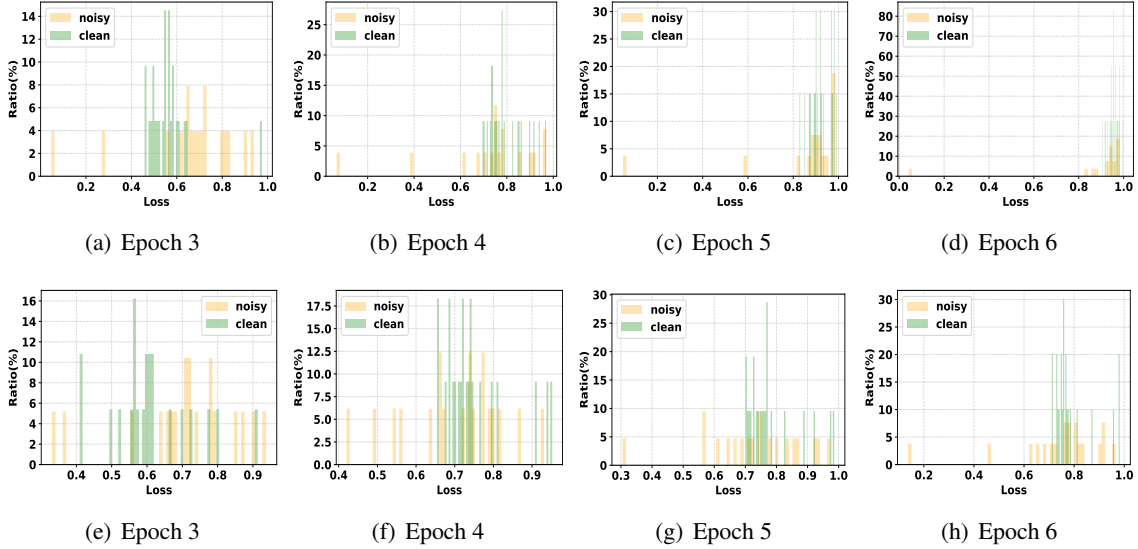 14
12
10
8
6
4
2
0
Ratio(%)
0.2 0.4 0.6 0.8 1.0
Loss
noisy
clean
(a) Epoch 3
25
20
15
10
5
0
Ratio(%)
0.2 0.4 0.6 0.8 1.0
Loss
noisy
clean
(b) Epoch 4
30
25
20
15
10
5
0
Ratio(%)
0.2 0.4 0.6 0.8 1.0
Loss
noisy
clean
(c) Epoch 5
80
70
60
50
40
30
20
10
0
Ratio(%)
0.0 0.2 0.4 0.6 0.8 1.0
Loss
noisy
clean
(d) Epoch 6
16
14
12
10
8
6
4
2
0
Ratio(%)
0.4 0.5 0.6 0.7 0.8 0.9
Loss
noisy
clean
(e) Epoch 3
17.5
15.0
12.5
10.0
7.5
5.0
2.5
0.0
Ratio(%)
0.4 0.5 0.6 0.7 0.8 0.9
Loss
noisy
clean
(f) Epoch 4
30
25
20
15
10
5
0
Ratio(%)
0.3 0.4 0.5 0.6 0.7 0.8 0.9 1.0
Loss
noisy
clean
(g) Epoch 5
30
25
20
15
10
5
0
Ratio(%)
0.2 0.4 0.6 0.8 1.0
Loss
noisy
clean
(h) Epoch 6